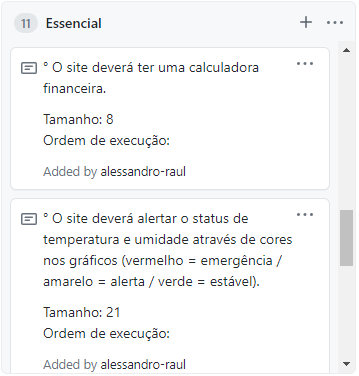 11 Essencial
° O site deverá ter uma calculadora
financeira.
Tamanho: 8
Ordem de execução:
Added by alessandro-raul
° O site deverá alertar o status de
temperatura e umidade através de cores
nos gráficos (vermelho = emergência /
amarelo = alerta / verde = estável).
Tamanho: 21
Ordem de execução:
Added by alessandro-raul